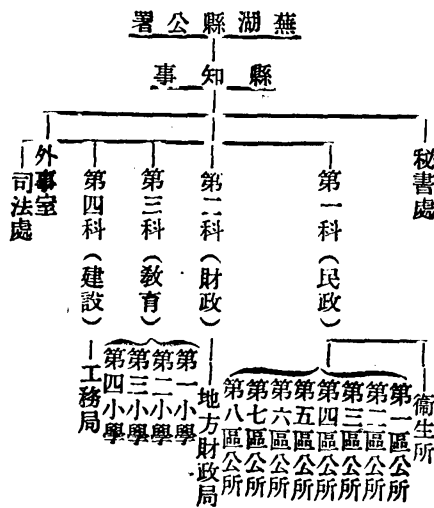 蕪湖縣公署
縣知事
秘書處
第一科（民政）
第二科（財政）
第三科（教育）
第四科（建設）
外事室
司法處
衞生所
第一區公所
第二區公所
第三區公所
第四區公所
第五區公所
第六區公所
第七區公所
第八區公所
地方財政局
第一小學
第二小學
第三小學
第四小學
工務局